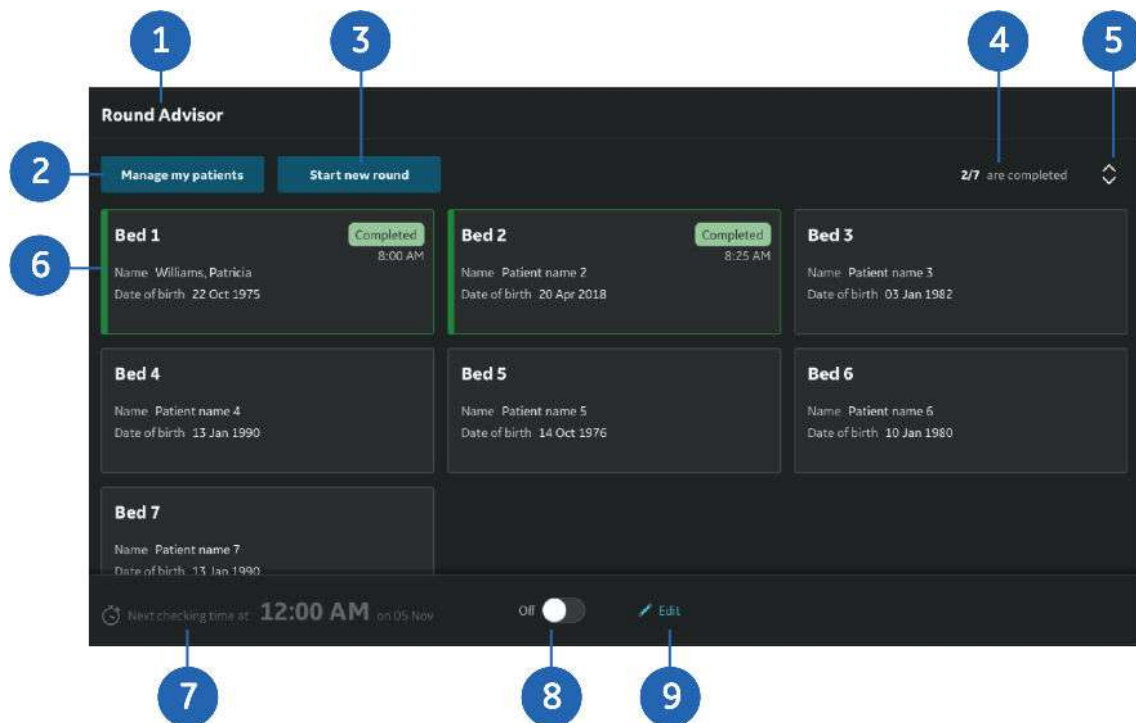 1
3
4
5
Round Advisor
2
Manage my patients
Start new round
2/7 are completed
6
Bed 1
Completed
8:00 AM
Name Williams, Patricia
Date of birth 22 Oct 1975
Bed 2
Completed
8:25 AM
Name Patient name 2
Date of birth 20 Apr 2018
Bed 3
Name Patient name 3
Date of birth 03 Jan 1982
Bed 4
Name Patient name 4
Date of birth 13 Jan 1990
Bed 5
Name Patient name 5
Date of birth 14 Oct 1976
Bed 6
Name Patient name 6
Date of birth 10 Jan 1980
Bed 7
Name Patient name 7
Date of birth 13 Jan 1990
Next checking time at 12:00 AM on 05 Nov
Off
Edit
7
8
9